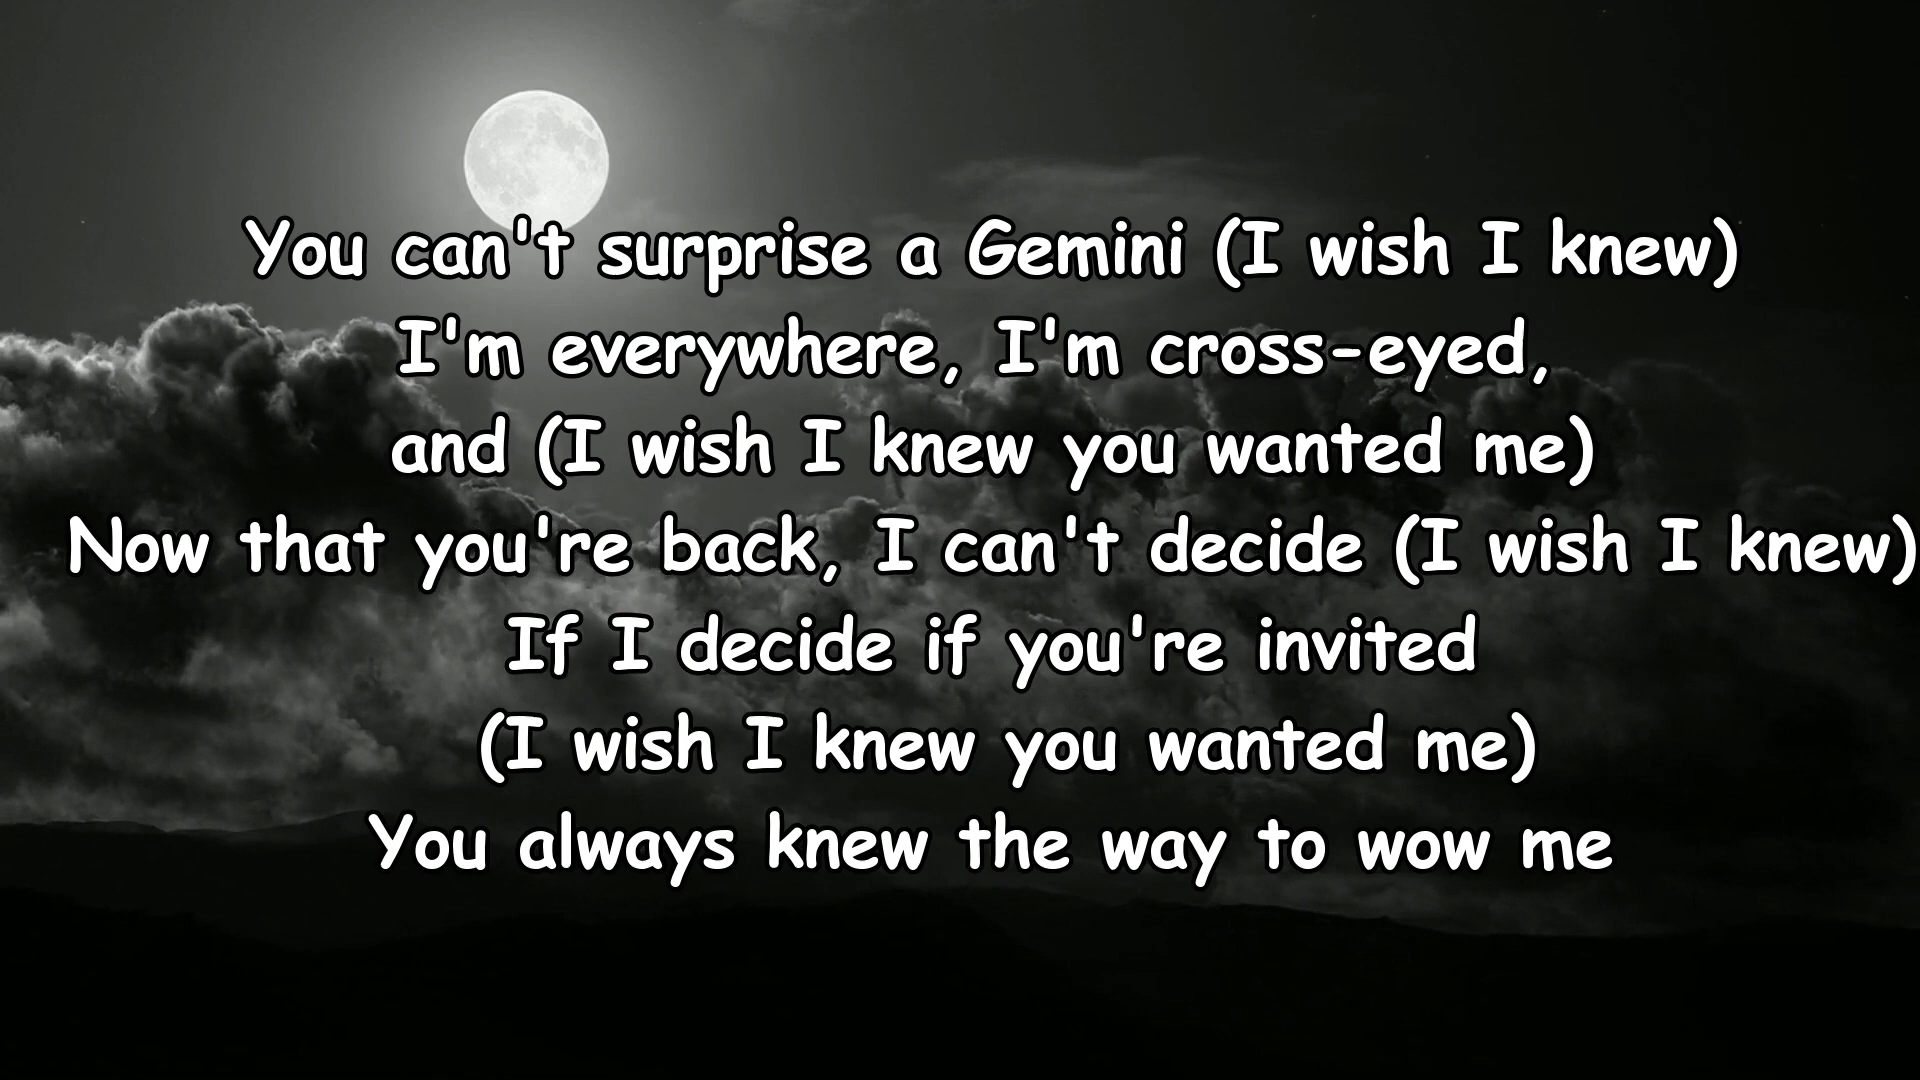 You can't surprise a Gemini (I wish I knew)
I'm everywhere, I'm cross-eyed,
and (I wish I knew you wanted me)
Now that you're back, I can't decide (I wish I knew)
If I decide if you're invited
(I wish I knew you wanted me)
You always knew the way to wow me